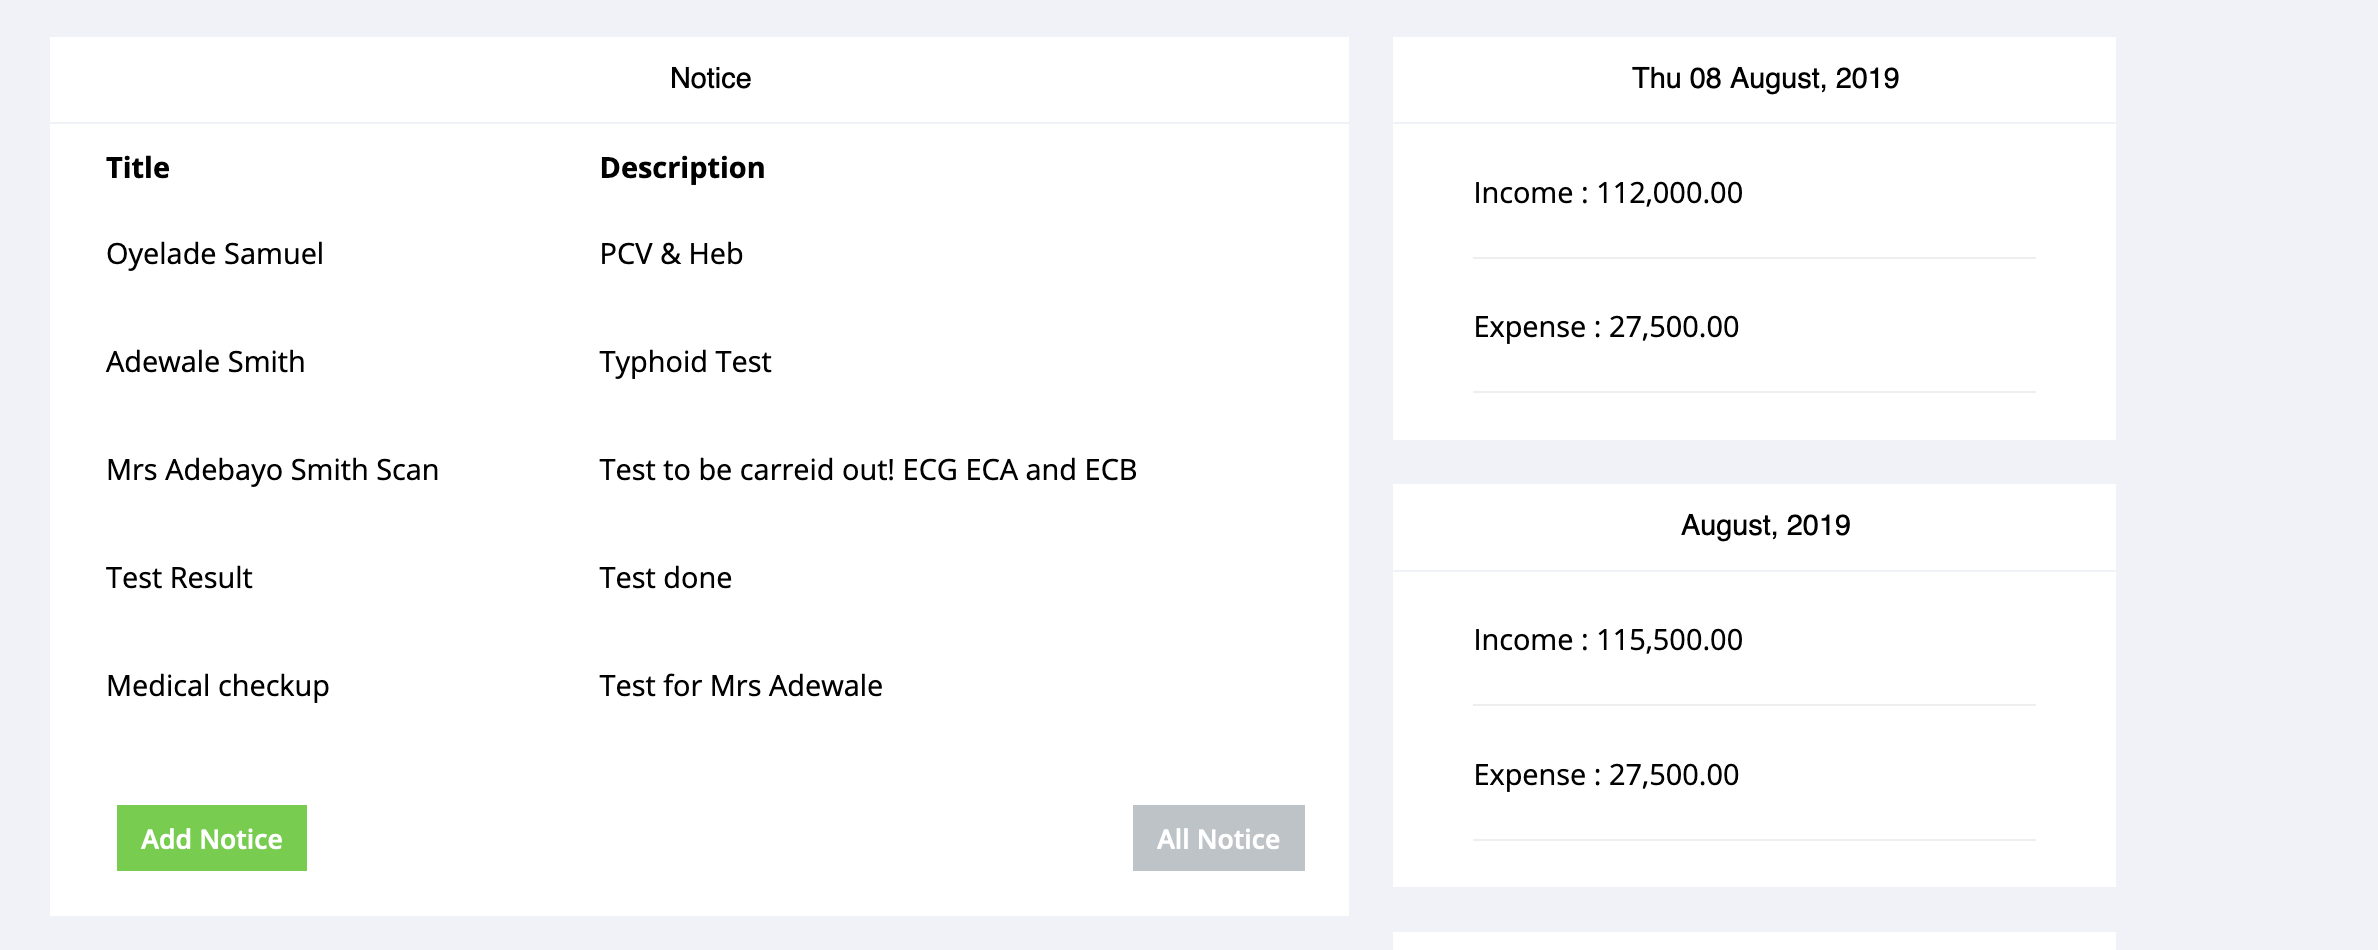 Notice
Title Description
Oyelade Samuel PCV & Heb
Adewale Smith Typhoid Test
Mrs Adebayo Smith Scan Test to be carreid out! ECG ECA and ECB
Test Result Test done
Medical checkup Test for Mrs Adewale
Add Notice All Notice
Thu 08 August, 2019
Income : 112,000.00
Expense : 27,500.00
August, 2019
Income : 115,500.00
Expense : 27,500.00